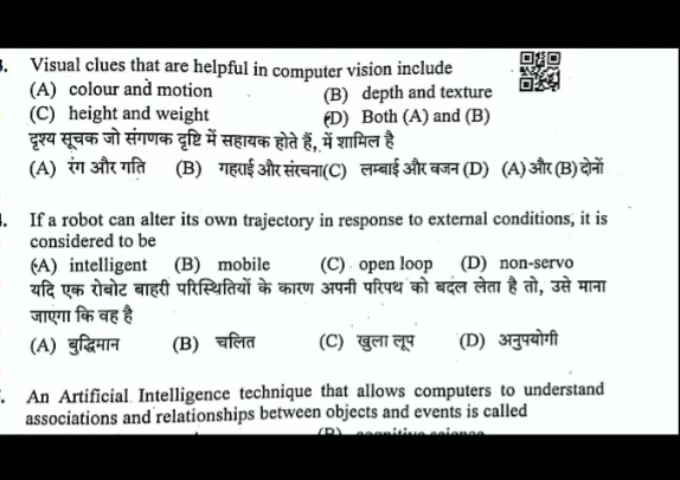 3. Visual clues that are helpful in computer vision include
(A) colour and motion (B) depth and texture
(C) height and weight (D) Both (A) and (B)
दृश्य सूचक जो संगणक दृष्टि में सहायक होते हैं, में शामिल है
(A) रंग और गति (B) गहराई और संरचना (C) लम्बाई और वजन (D) (A) और (B) दोनों
If a robot can alter its own trajectory in response to external conditions, it is
considered to be
(A) intelligent (B) mobile (C) open loop (D) non-servo
यदि एक रोबोट बाहरी परिस्थितियों के कारण अपनी परिपथ को बदल लेता है तो, उसे माना
जाएगा कि वह है
(A) बुद्धिमान (B) चलित (C) खुला लूप (D) अनुपयोगी
An Artificial Intelligence technique that allows computers to understand
associations and relationships between objects and events is called
(B) cognitive science